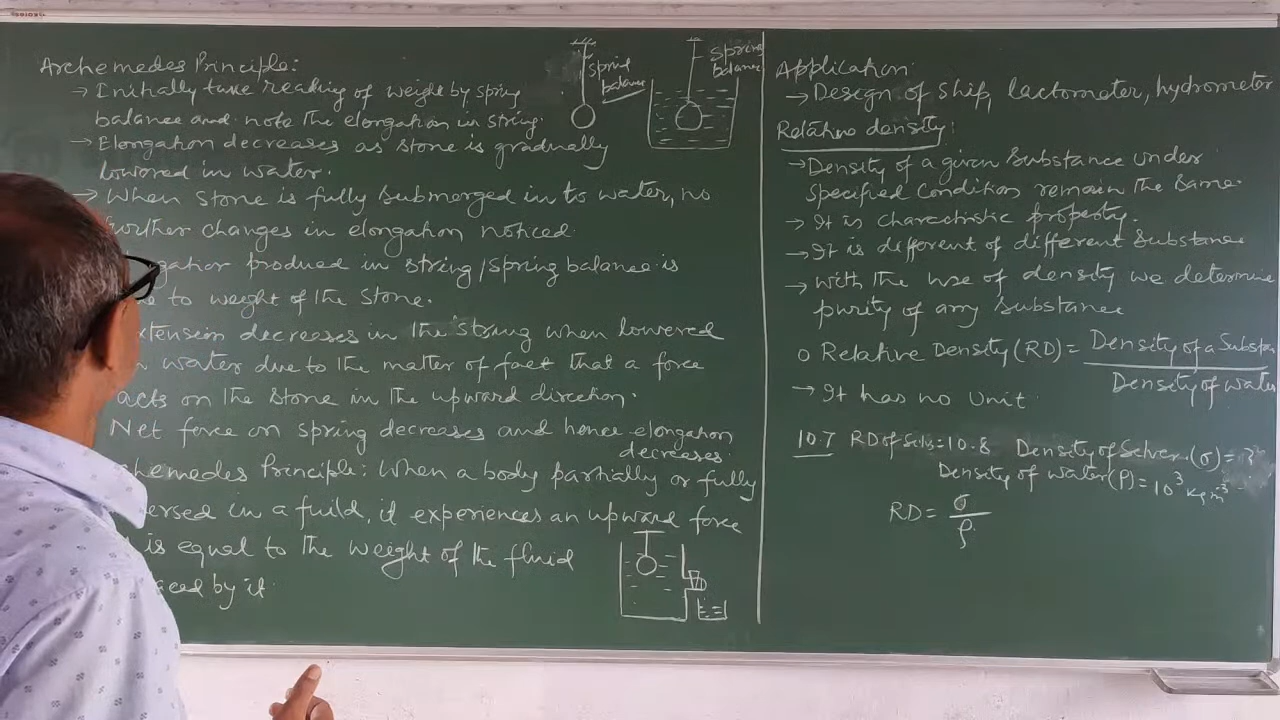 Archemedes Principle:
→ Initially take reading of weight by spring
balance and note the elongation in string.
→ Elongation decreases as stone is gradually
lowered in water.
→ When stone is fully submerged in to water, no
further changes in elongation noticed.
produced in string/spring balance is
to weight of the stone.
extension decreases in the string when lowered
water due to the matter of fact that a force
acts on the stone in the upward direction.
Net force on spring decreases and hence elongation
decreases.
Principle: When a body partially or fully
in a fuild, it experiences an upward force
is equal to the weight of the fluid
by it
spring
balance
spring
balance
Application:
→ Design of ship, lactometer, hydrometer
Relative density:
→ Density of a given substance under
specified condition remain the same.
→ It is charactristic property.
→ It is different of different substance
→ with the use of density we determine
purity of any substance
o Relative Density (RD) = Density of a Substan
Density of water
→ It has no unit.
10.7 RD of = 10.8 Density of Silver (σ) = ?
Density of water (ρ) = 10³ kg m⁻³
RD = σ
ρ